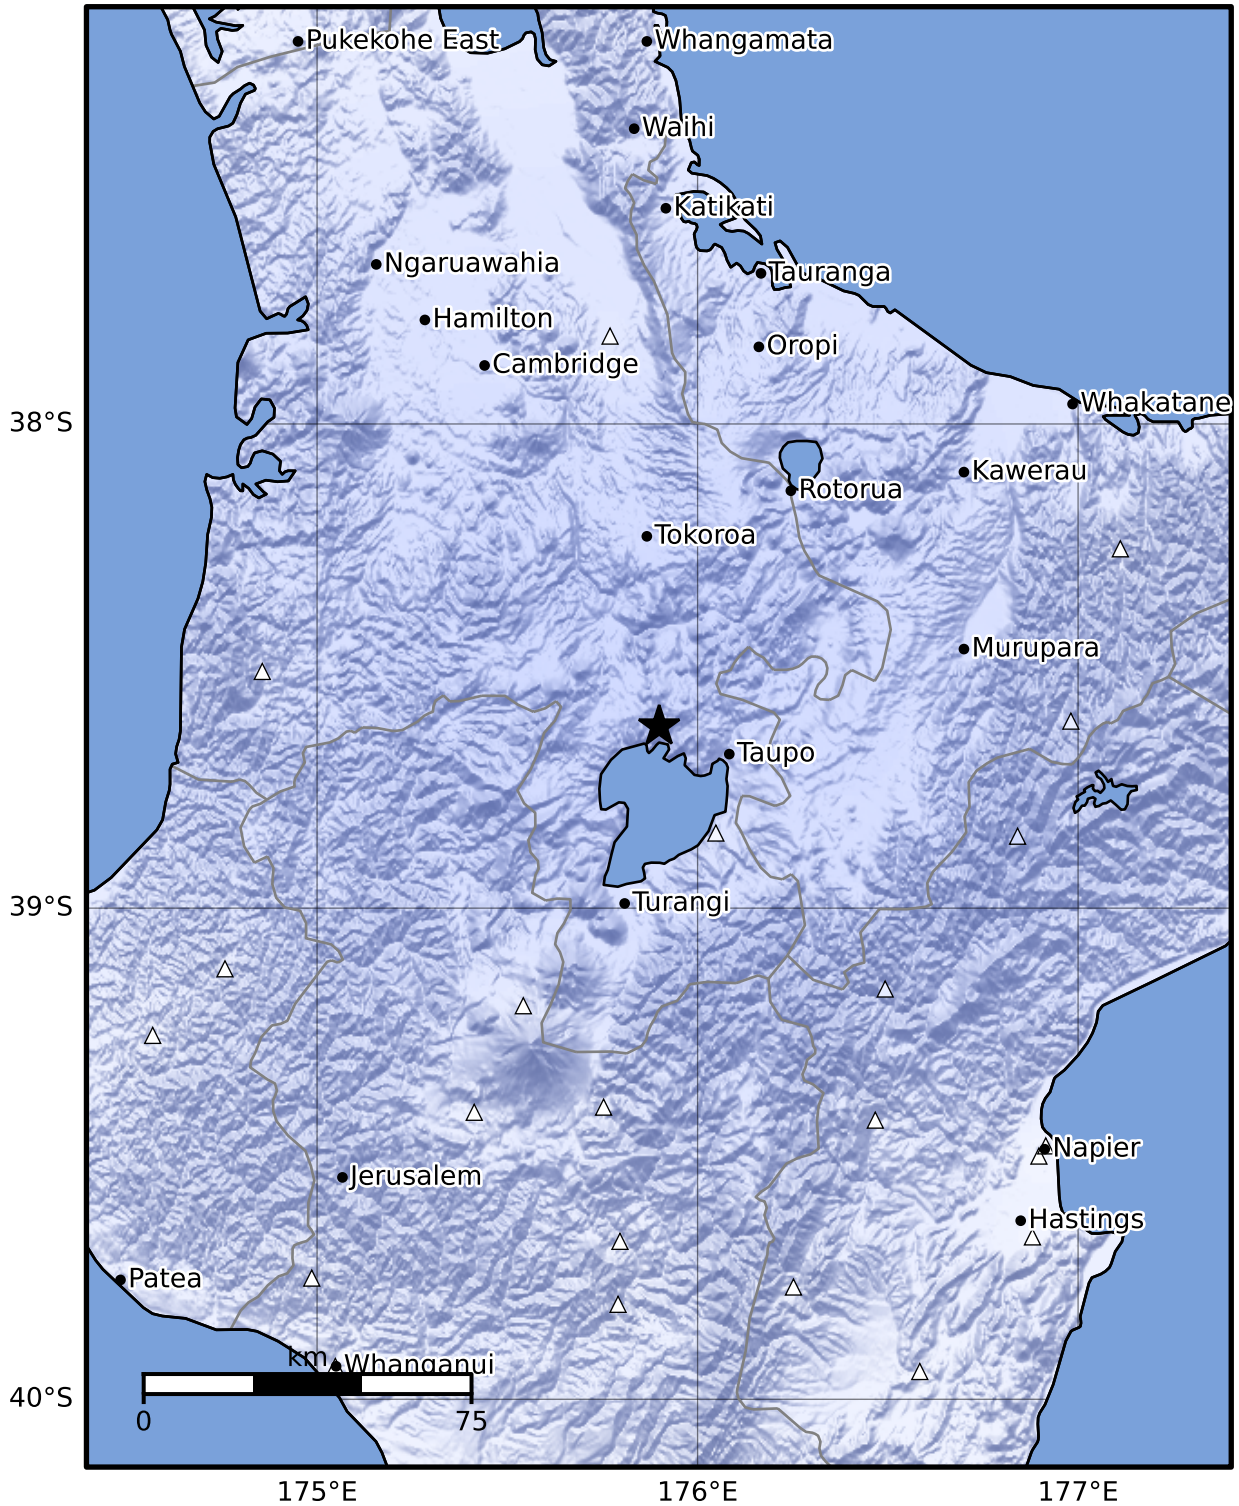 Pukekohe East
Whangamata
Waihi
Katikati
Ngaruawahia
Tauranga
Hamilton
Oropi
Cambridge
Whakatane
38°S
Kawerau
Rotorua
Tokoroa
Murupara
Taupo
Turangi
39°S
Napier
Jerusalem
Hastings
Patea
km
Whanganui
40°S
0
75
175°E
176°E
177°E